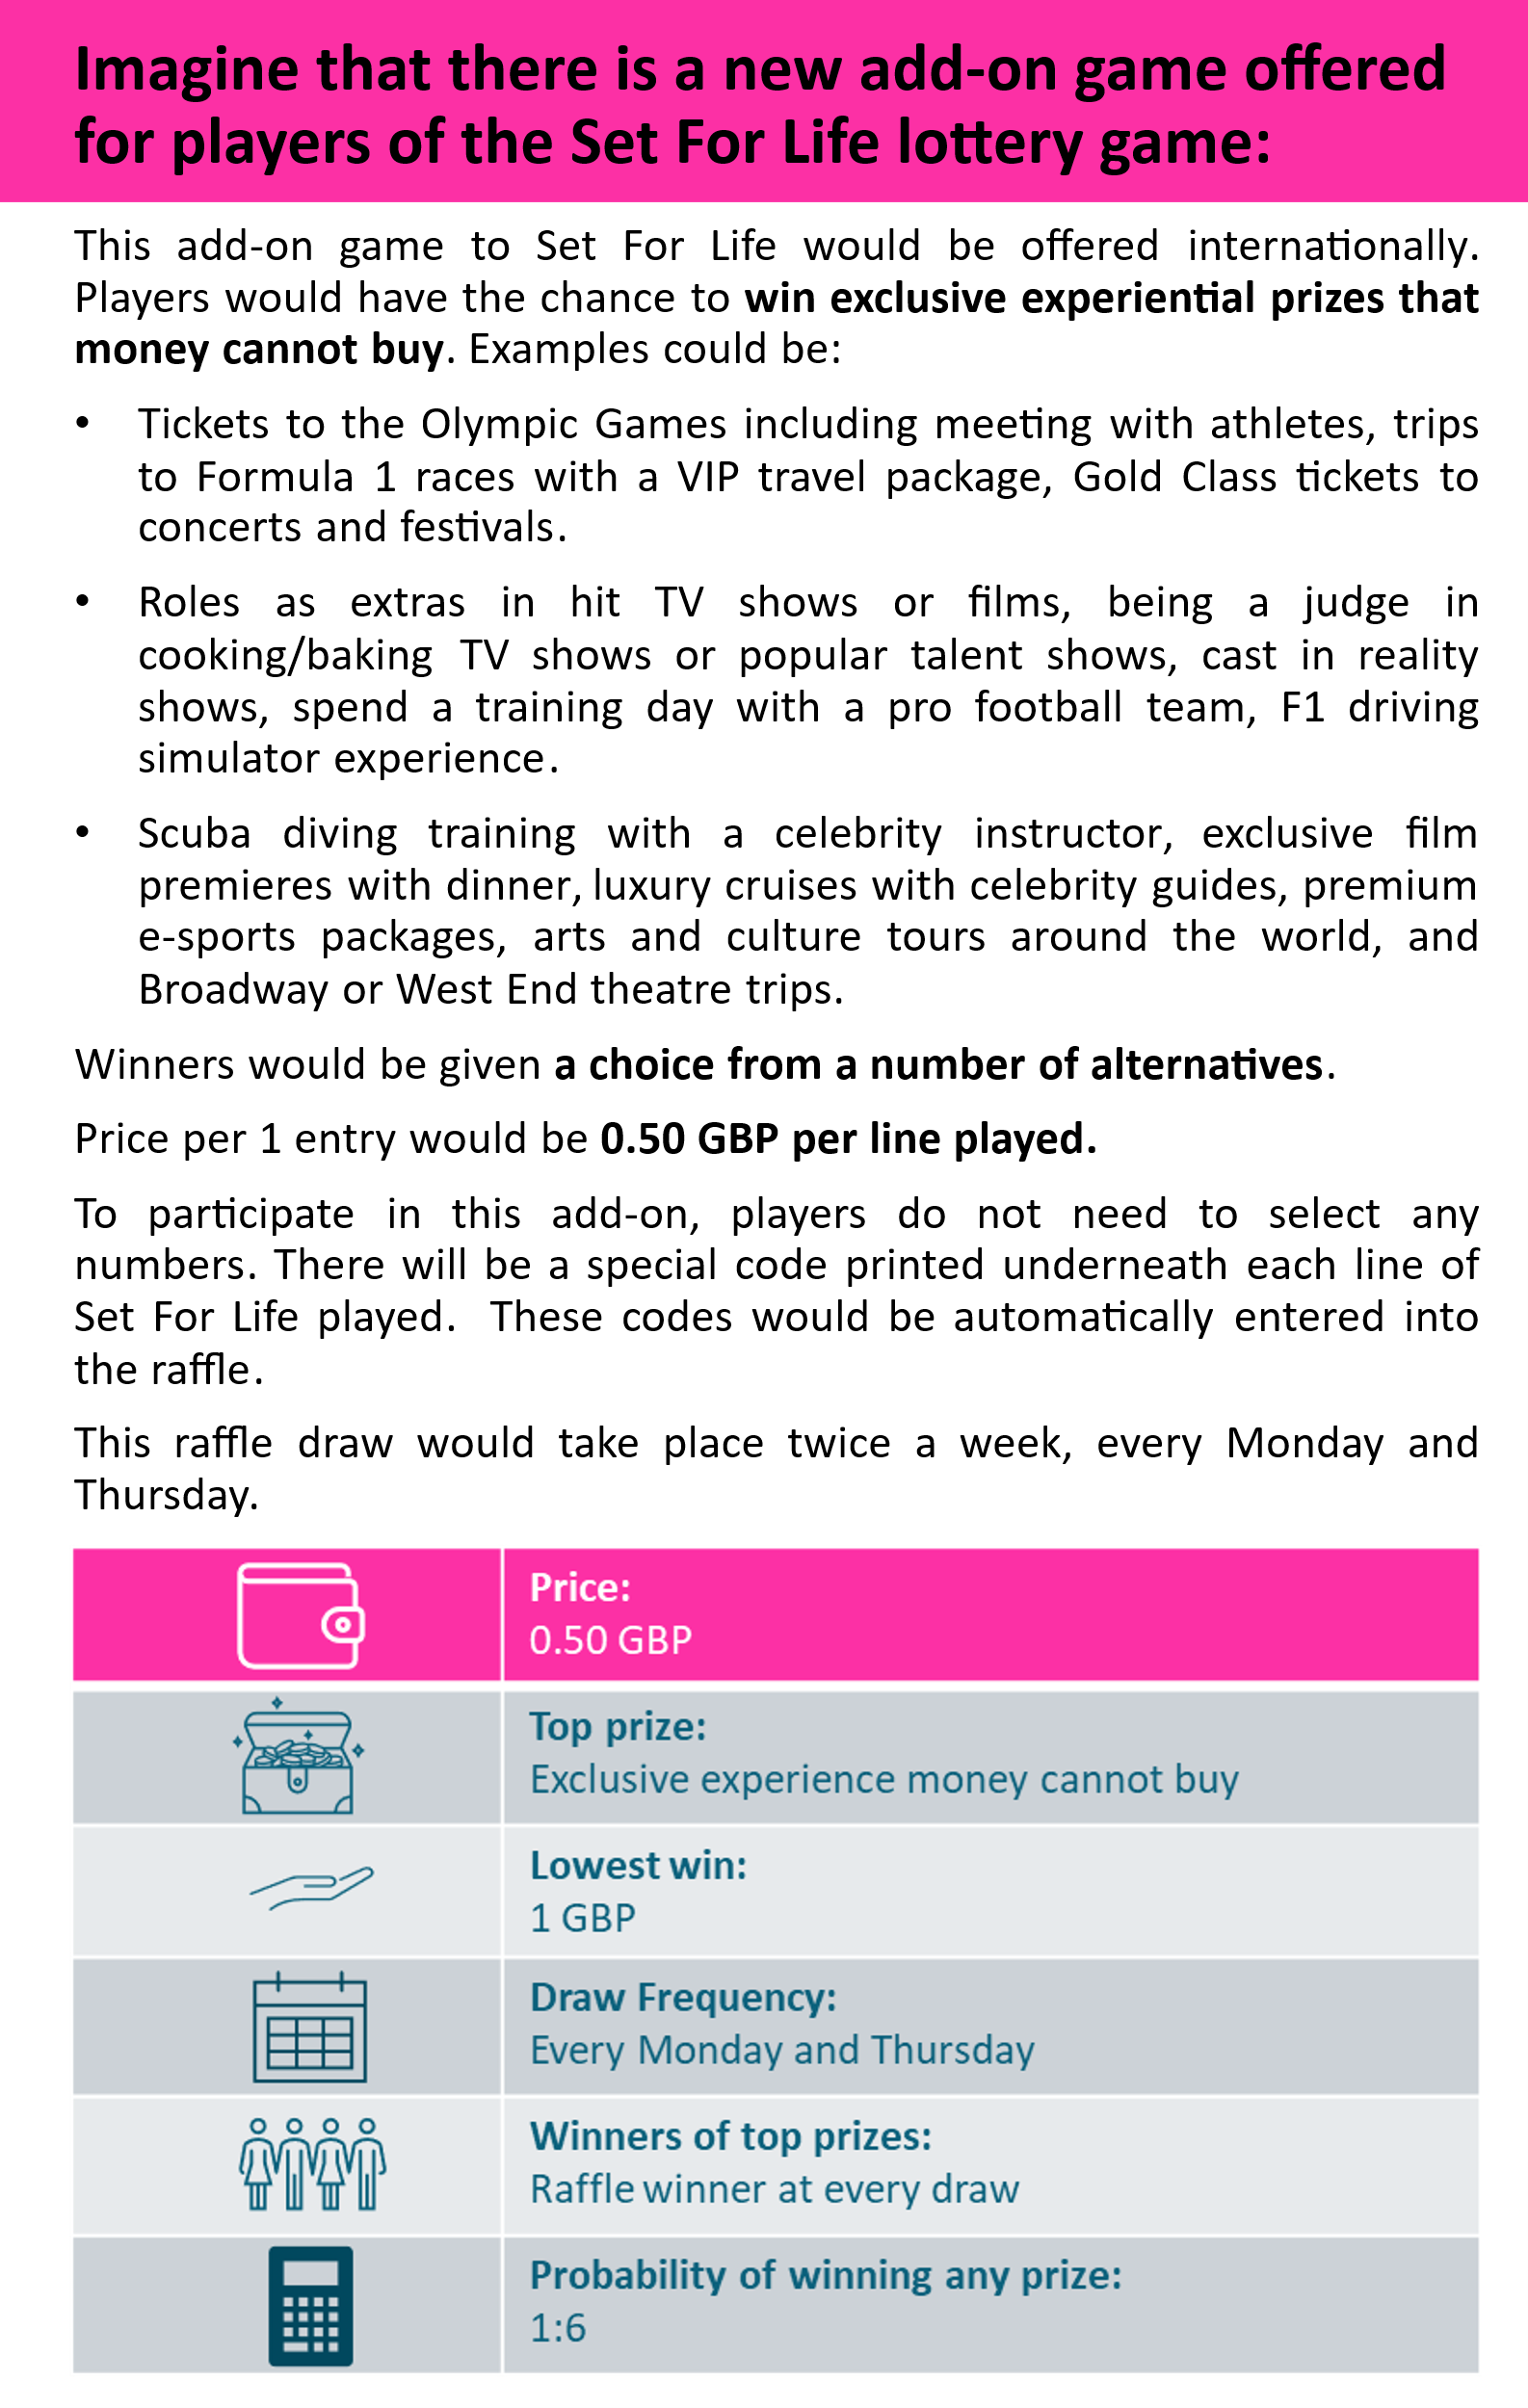 Imagine that there is a new add-on game offered
for players of the Set For Life lottery game:
This add-on game to Set For Life would be offered internationally.
Players would have the chance to win exclusive experiential prizes that
money cannot buy. Examples could be:
• Tickets to the Olympic Games including meeting with athletes, trips
to Formula 1 races with a VIP travel package, Gold Class tickets to
concerts and festivals.
• Roles as extras in hit TV shows or films, being a judge in
cooking/baking TV shows or popular talent shows, cast in reality
shows, spend a training day with a pro football team, F1 driving
simulator experience.
• Scuba diving training with a celebrity instructor, exclusive film
premieres with dinner, luxury cruises with celebrity guides, premium
e-sports packages, arts and culture tours around the world, and
Broadway or West End theatre trips.
Winners would be given a choice from a number of alternatives.
Price per 1 entry would be 0.50 GBP per line played.
To participate in this add-on, players do not need to select any
numbers. There will be a special code printed underneath each line of
Set For Life played. These codes would be automatically entered into
the raffle.
This raffle draw would take place twice a week, every Monday and
Thursday.
Price:
0.50 GBP
Top prize:
Exclusive experience money cannot buy
Lowest win:
1 GBP
Draw Frequency:
Every Monday and Thursday
Winners of top prizes:
Raffle winner at every draw
Probability of winning any prize:
1:6